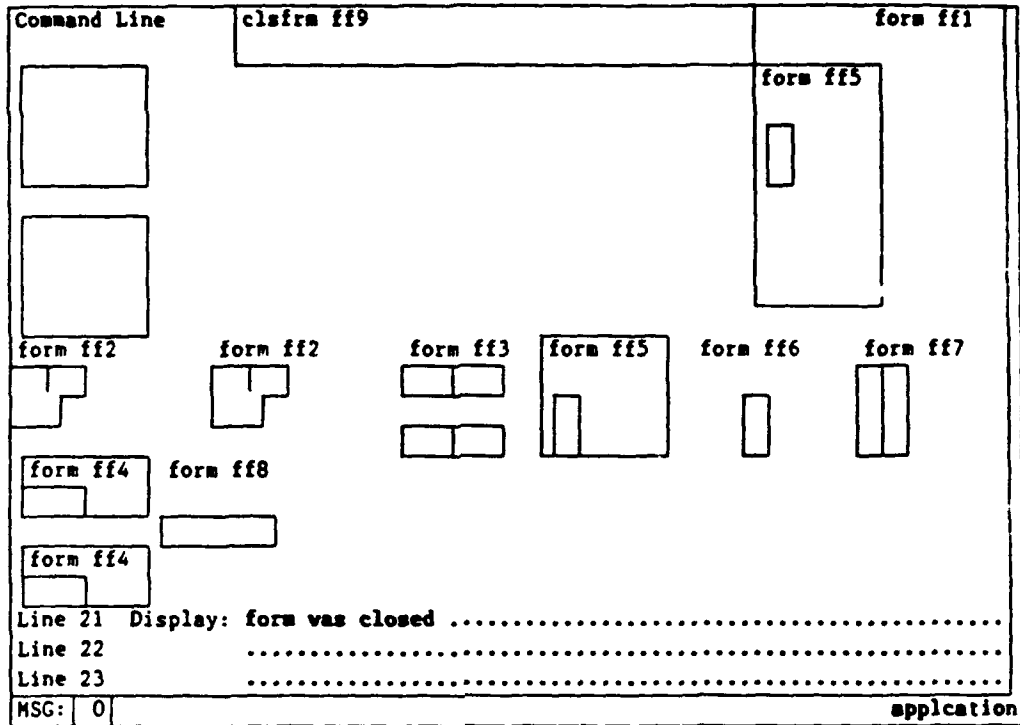 Command Line clsfrm ff9 form ff1
form ff5
form ff2 form ff2 form ff3 form ff5 form ff6 form ff7
form ff4 form ff8
form ff4
Line 21 Display: form was closed ............................................
Line 22 ............................................................
Line 23 ............................................................
MSG: 0 applcation